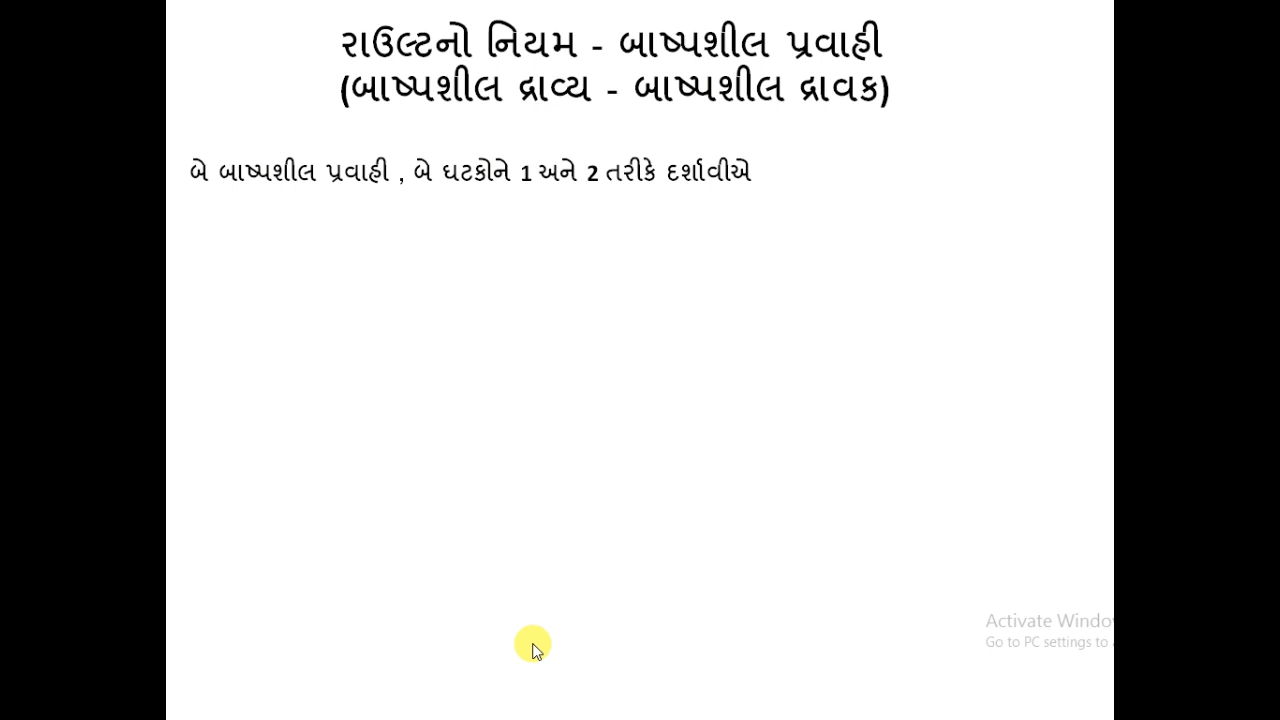 રાઉલ્ટનો નિયમ - બાષ્પશીલ પ્રવાહી
(બાષ્પશીલ દ્રાવ્ય - બાષ્પશીલ દ્રાવક)
બે બાષ્પશીલ પ્રવાહી , બે ઘટકોને 1 અને 2 તરીકે દર્શાવીએ
Activate Windo
Go to PC settings to